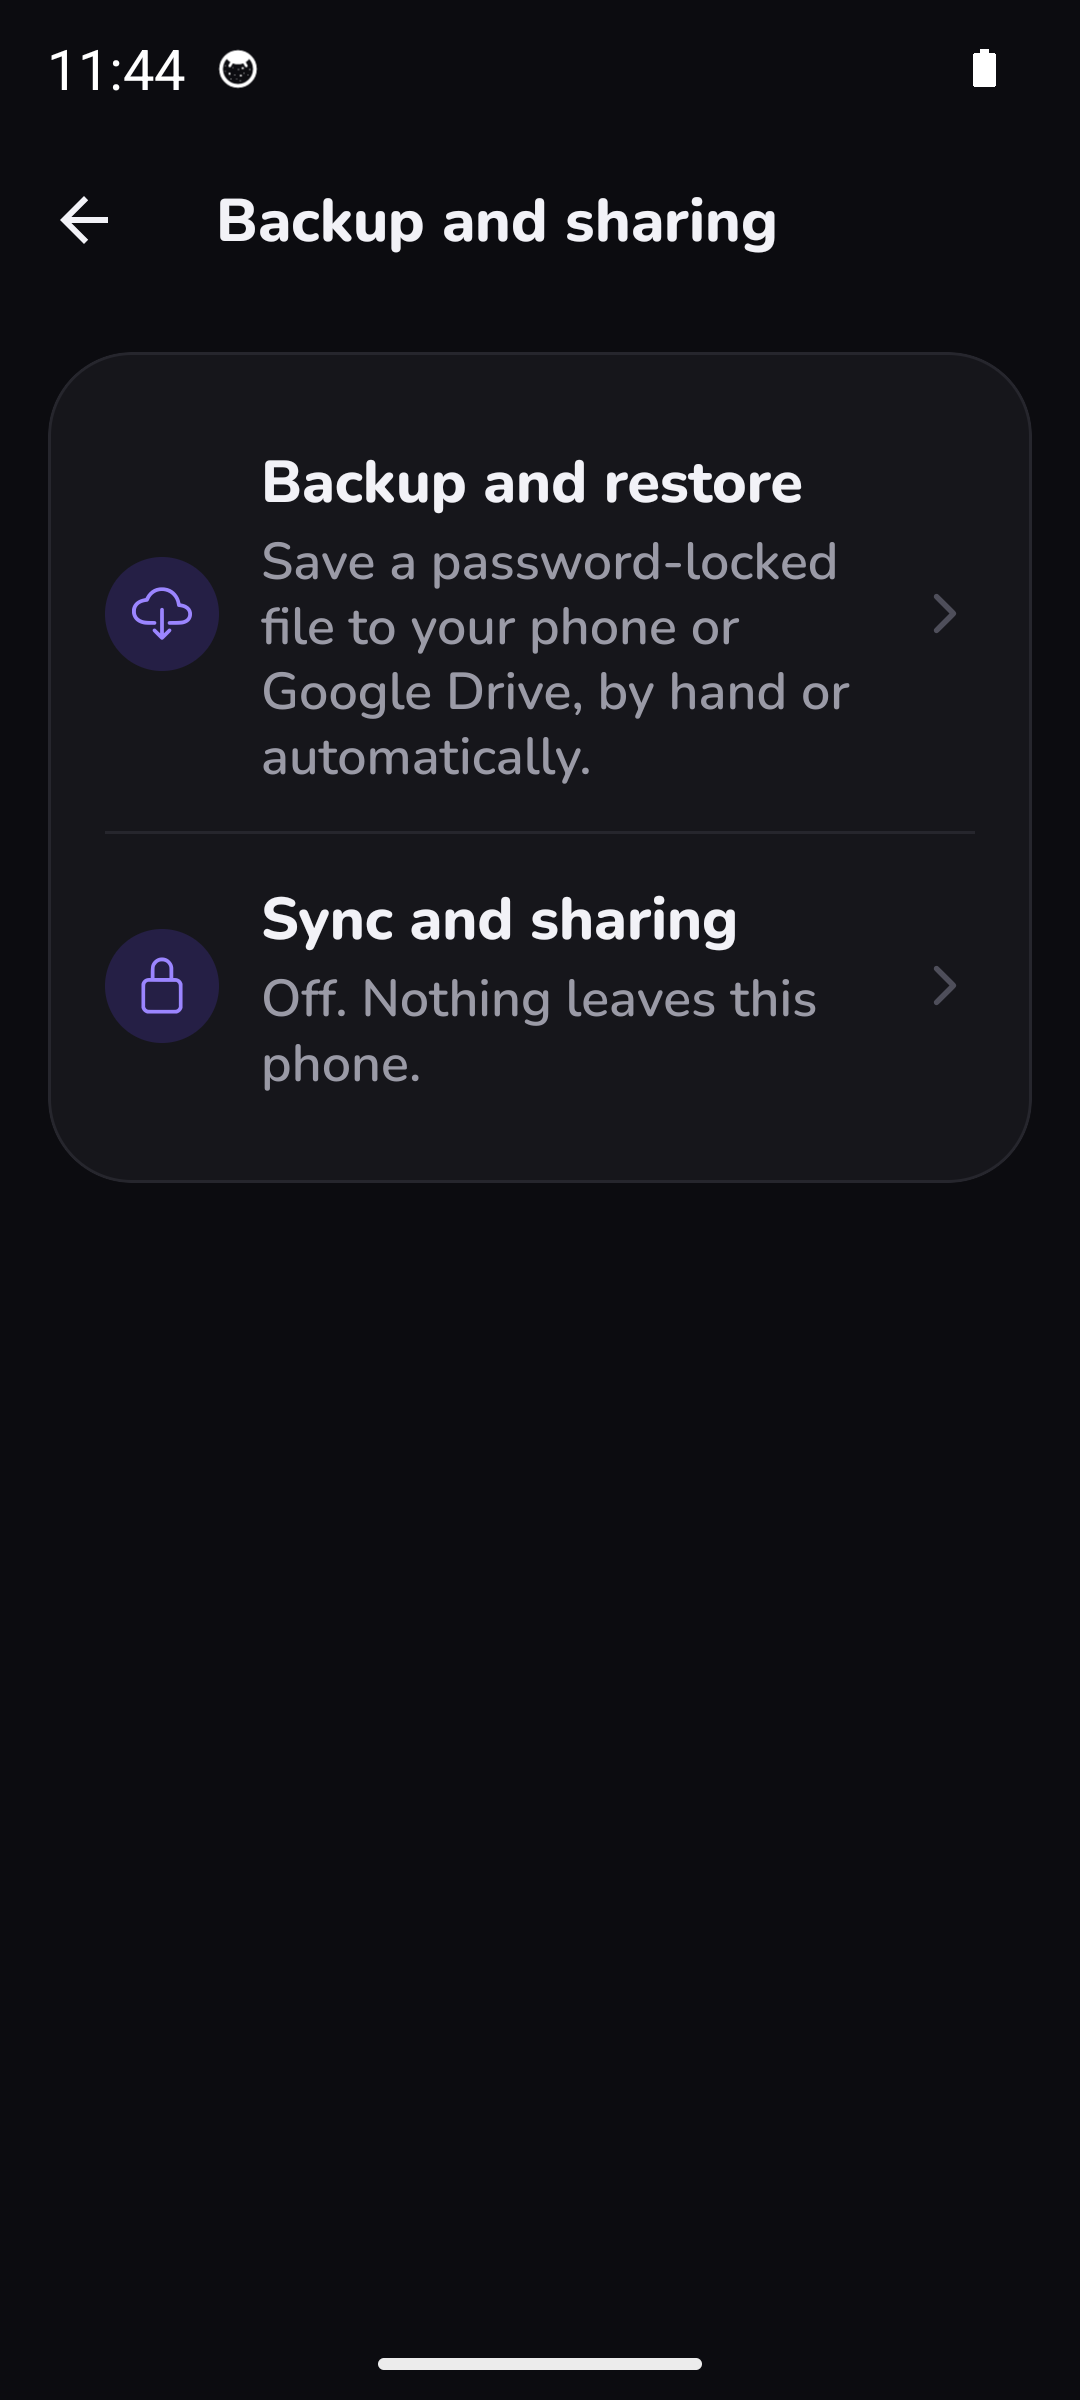 11:44
Backup and sharing
Backup and restore
Save a password-locked
file to your phone or
Google Drive, by hand or
automatically.
Sync and sharing
Off. Nothing leaves this
phone.